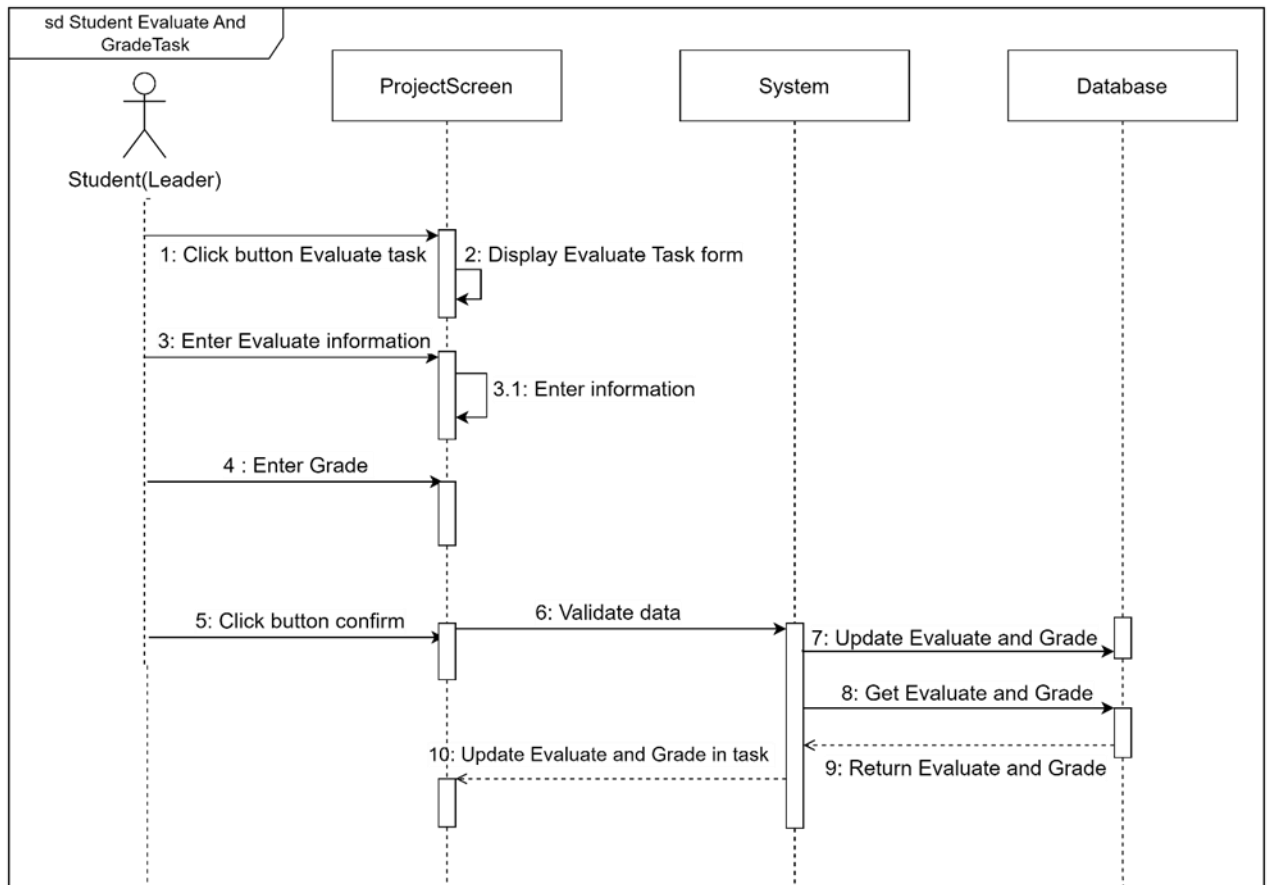 sd Student Evaluate And
GradeTask
ProjectScreen
System
Database
Student(Leader)
1: Click button Evaluate task
2: Display Evaluate Task form
3: Enter Evaluate information
3.1: Enter information
4 : Enter Grade
5: Click button confirm
6: Validate data
7: Update Evaluate and Grade
8: Get Evaluate and Grade
10: Update Evaluate and Grade in task
9: Return Evaluate and Grade